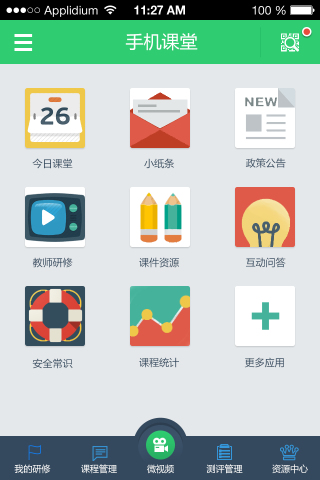 Applidium 11:27 AM 100 %
手机课堂
26
NEW
今日课堂 小纸条 政策公告
教师研修 课件资源 互动问答
安全常识 课程统计 更多应用
我的研修 课程管理 微视频 测评管理 资源中心